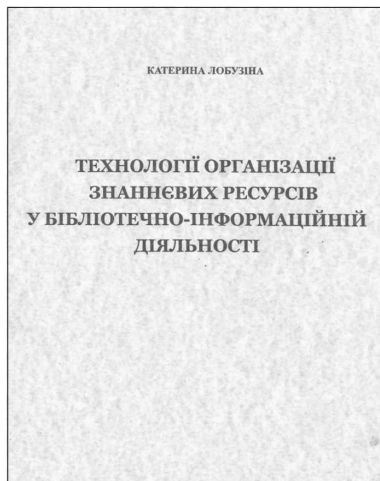 КАТЕРИНА ЛОБУЗІНА
ТЕХНОЛОГІЇ ОРГАНІЗАЦІЇ
ЗНАННЄВИХ РЕСУРСІВ
У БІБЛІОТЕЧНО-ІНФОРМАЦІЙНІЙ
ДІЯЛЬНОСТІ